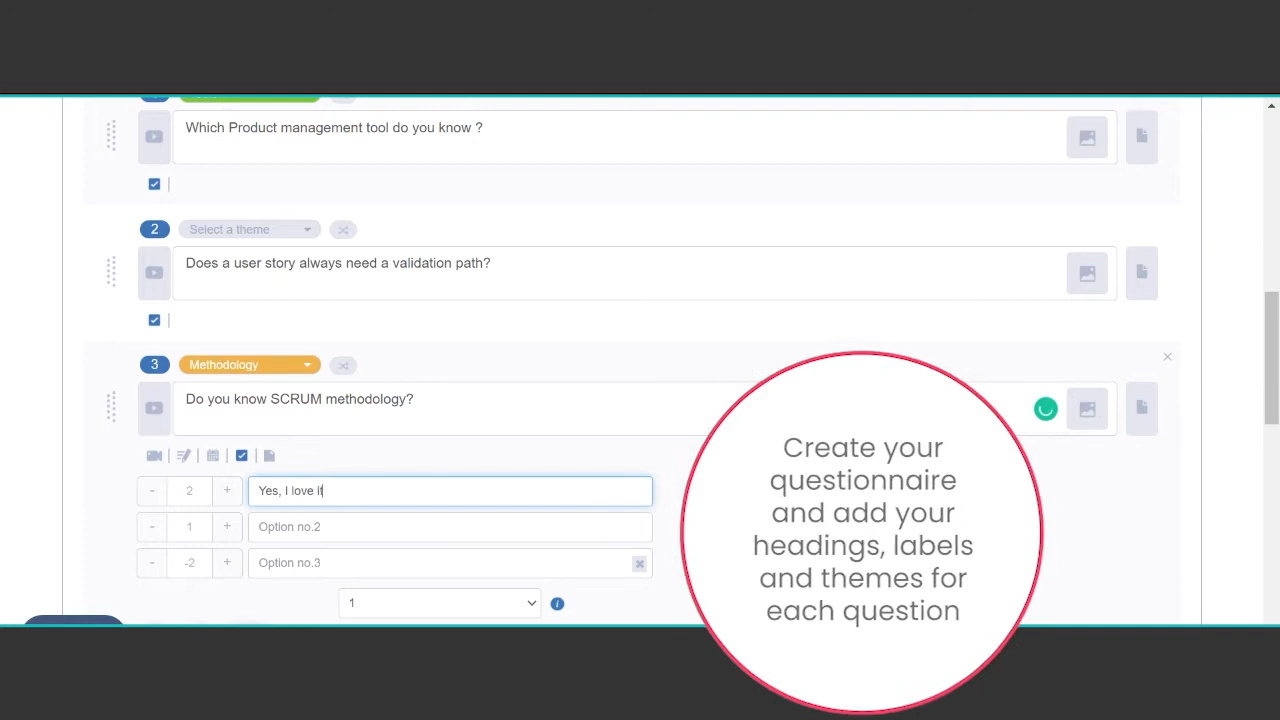 Which Product management tool do you know ?
2 Select a theme
Does a user story always need a validation path?
3 Methodology
Do you know SCRUM methodology?
- 2 + Yes, I love it
- 1 + Option no.2
- -2 + Option no.3
1
Create your
questionnaire
and add your
headings, labels
and themes for
each question